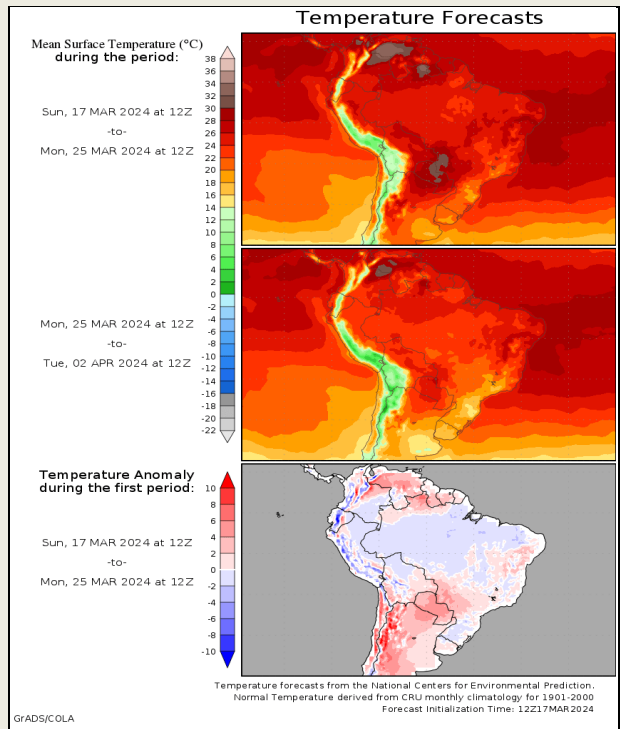 Temperature Forecasts
Mean Surface Temperature (°C)
during the period:
38
36
34
32
30
28
26
24
22
20
18
16
14
12
10
8
6
4
2
0
-2
-4
-6
-8
-10
-12
-14
-16
-18
-20
-22
Sun, 17 MAR 2024 at 12Z
-to-
Mon, 25 MAR 2024 at 12Z
Mon, 25 MAR 2024 at 12Z
-to-
Tue, 02 APR 2024 at 12Z
Temperature Anomaly
during the first period:
10
8
6
4
2
0
-2
-4
-6
-8
-10
Sun, 17 MAR 2024 at 12Z
-to-
Mon, 25 MAR 2024 at 12Z
Temperature forecasts from the National Centers for Environmental Prediction.
Normal Temperature derived from CRU monthly climatology for 1901-2000
Forecast Initialization Time: 12Z17MAR2024
GrADS/COLA